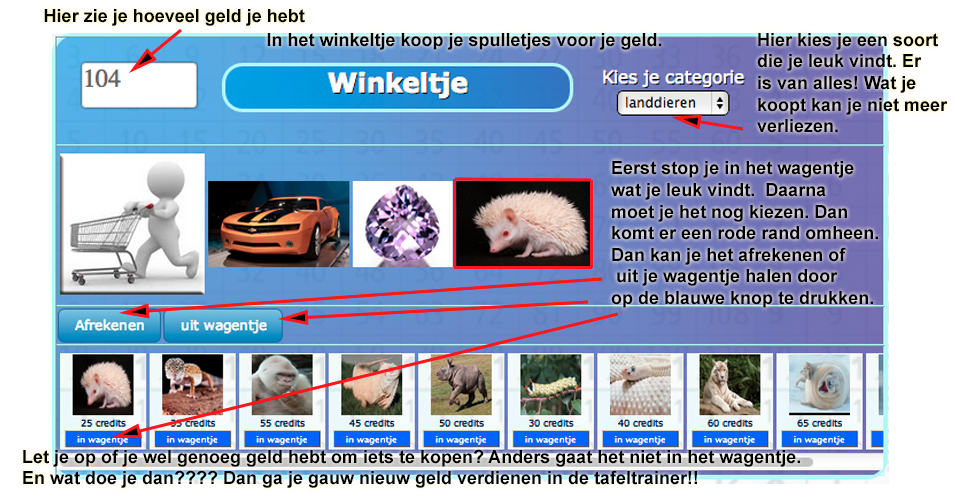 Hier zie je hoeveel geld je hebt
In het winkeltje koop je spulletjes voor je geld.
Hier kies je een soort
die je leuk vindt. Er
is van alles! Wat je
koopt kan je niet meer
verliezen.
104
Winkeltje
Kies je categorie
landdieren
Eerst stop je in het wagentje
wat je leuk vindt. Daarna
moet je het nog kiezen. Dan
komt er een rode rand omheen.
Dan kan je het afrekenen of
uit je wagentje halen door
op de blauwe knop te drukken.
Afrekenen
uit wagentje
25 credits
35 credits
55 credits
45 credits
50 credits
30 credits
40 credits
60 credits
65 credits
in wagentje
in wagentje
in wagentje
in wagentje
in wagentje
in wagentje
in wagentje
in wagentje
in wagentje
Let je op of je wel genoeg geld hebt om iets te kopen? Anders gaat het niet in het wagentje.
En wat doe je dan???? Dan ga je gauw nieuw geld verdienen in de tafeltrainer!!